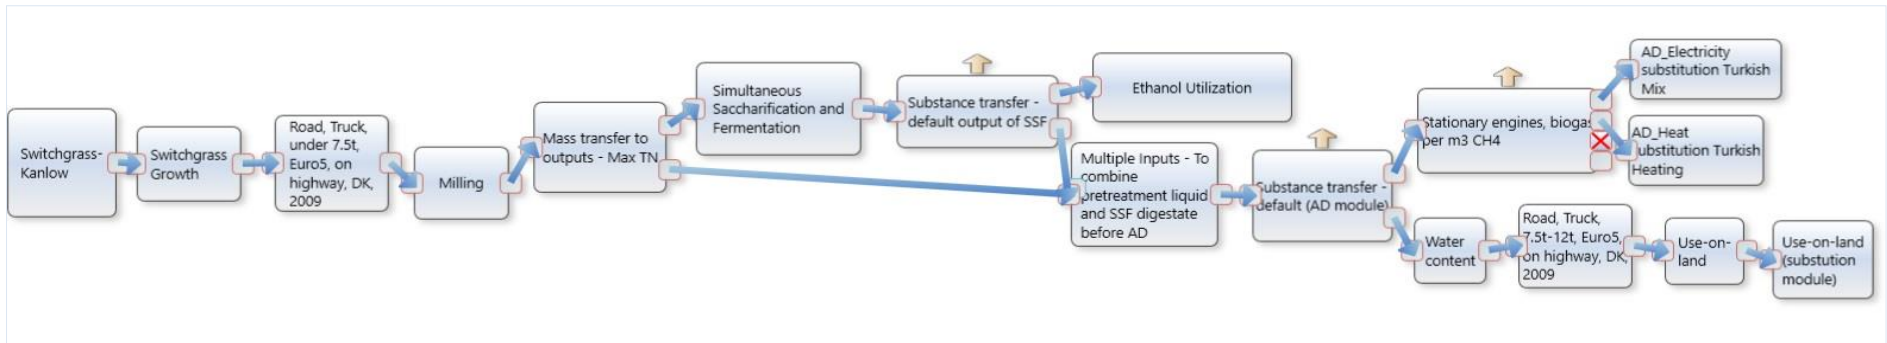 Switchgrass-
Kanlow
Switchgrass
Growth
Road, Truck,
under 7.5t,
Euro5, on
highway, DK,
2009
Milling
Mass transfer to
outputs - Max TN
Simultaneous
Saccharification and
Fermentation
Substance transfer -
default output of SSF
Ethanol Utilization
Multiple Inputs - To
combine
pretreatment liquid
and SSF digestate
before AD
Substance transfer -
default (AD module)
Stationary engines, biogas
per m3 CH4
AD_Electricity
substitution Turkish
Mix
AD_Heat
substitution Turkish
Heating
Water
content
Road, Truck,
7.5t-12t, Euro5,
on highway, DK,
2009
Use-on-
land
Use-on-land
(substution
module)